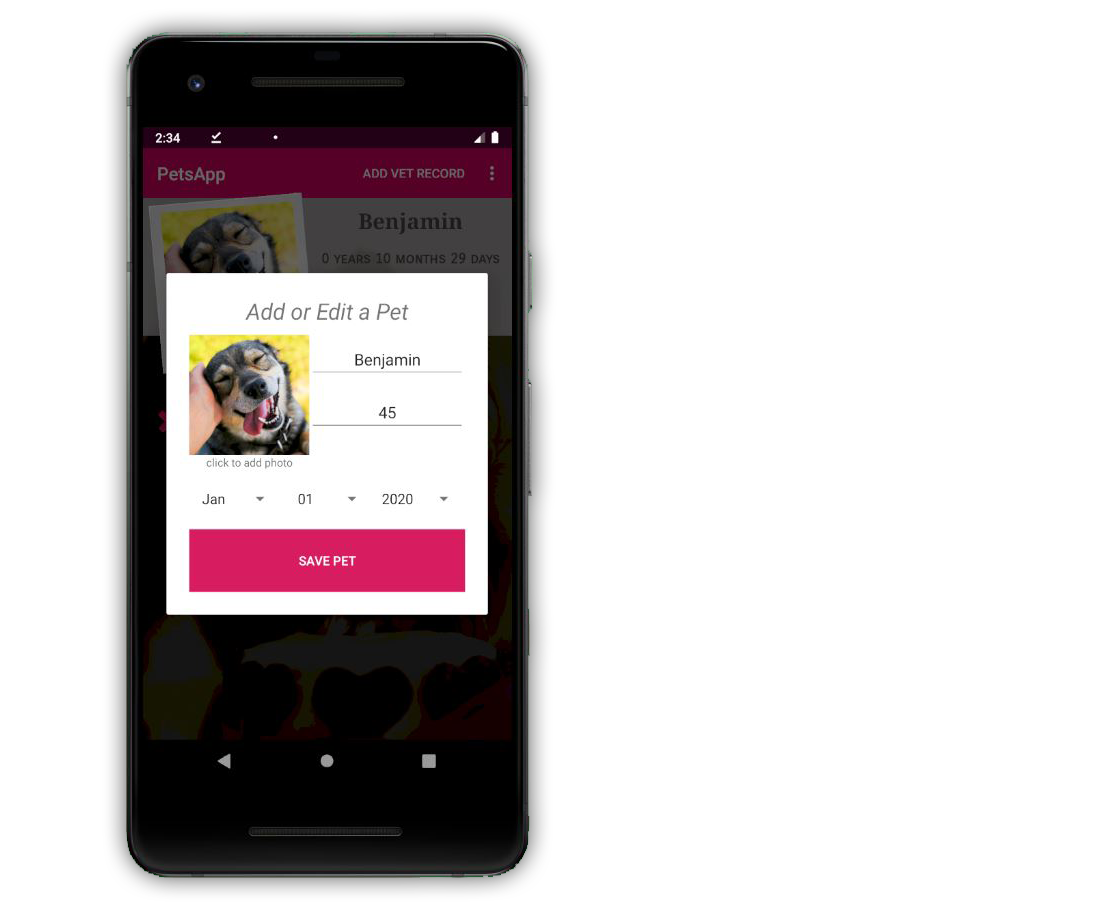 2:34
PetsApp ADD VET RECORD
Benjamin
0 YEARS 10 MONTHS 29 DAYS
Add or Edit a Pet
Benjamin
45
click to add photo
Jan 01 2020
SAVE PET